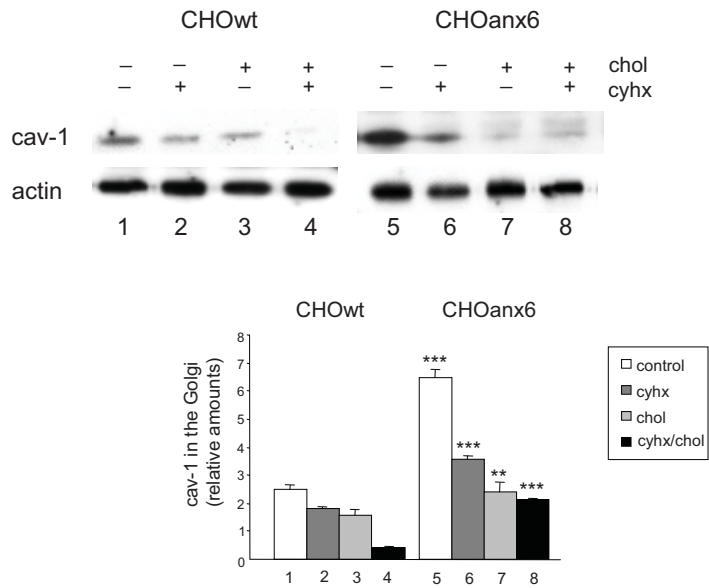 CHOwt CHOanx6
– – + + – – + + chol
– + – + – + – + cyhx
cav-1
actin
1 2 3 4 5 6 7 8
CHOwt CHOanx6
cav-1 in the Golgi
(relative amounts)
8
7
6
5
4
3
2
1
0
***
***
**
***
1 2 3 4 5 6 7 8
control
cyhx
chol
cyhx/chol